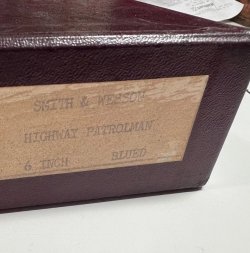 SMITH & WESSON
HIGHWAY PATROLMAN
6 INCH BLUED